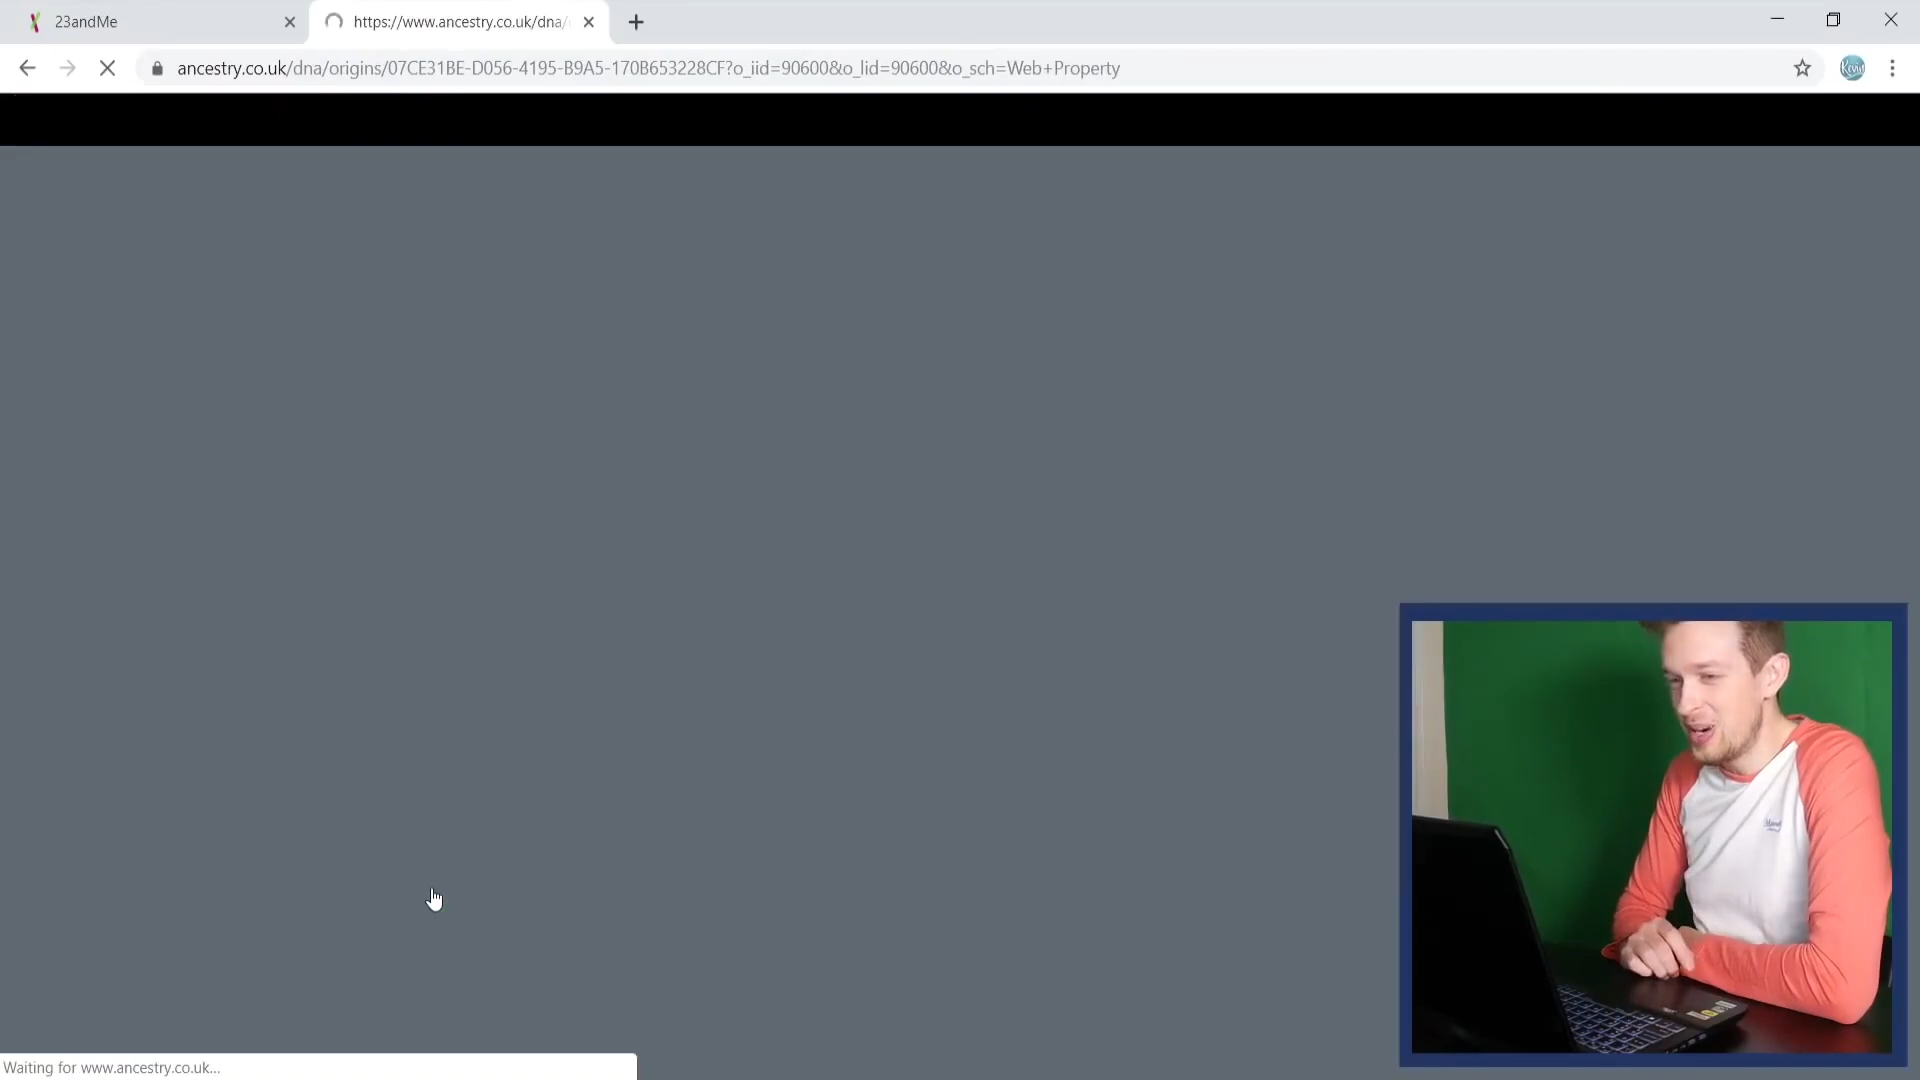 23andMe
https://www.ancestry.co.uk/dna/
ancestry.co.uk/dna/origins/07CE31BE-D056-4195-B9A5-170B653228CF?o_iid=90600&o_lid=90600&o_sch=Web+Property
Kevin
Waiting for www.ancestry.co.uk...